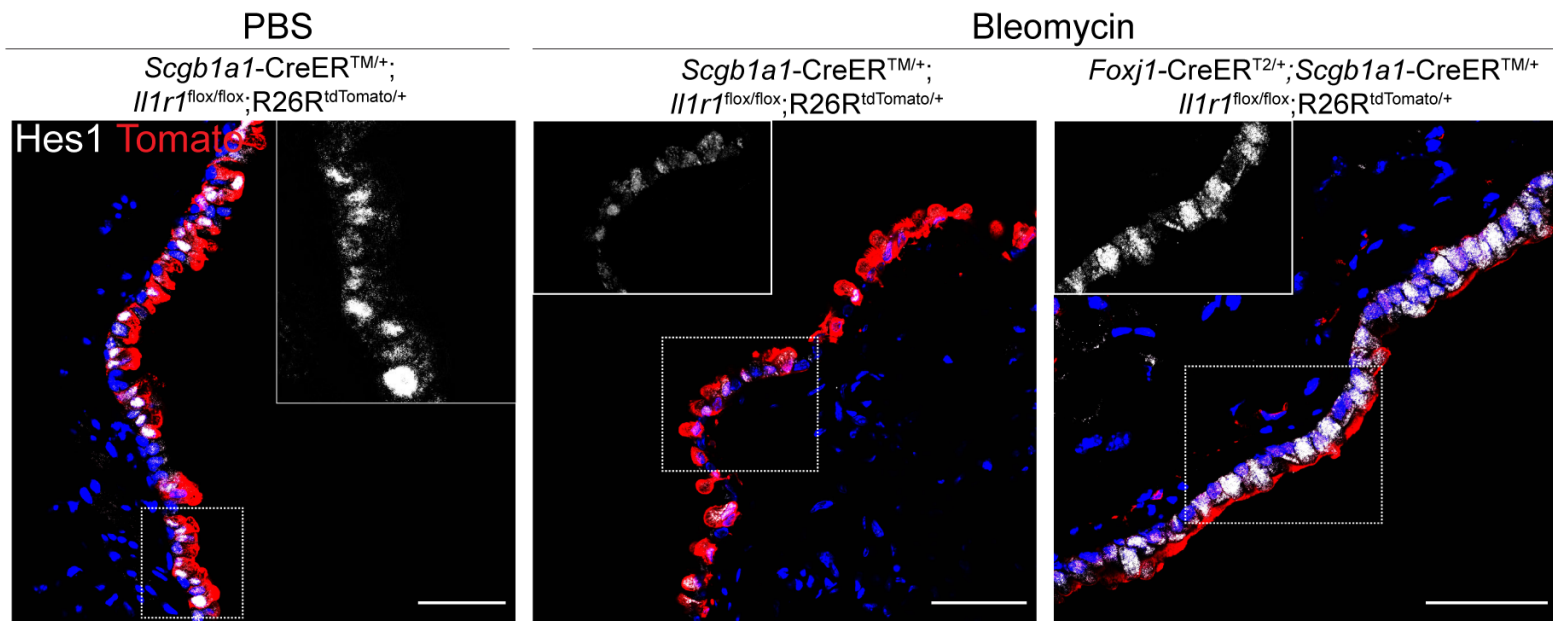 PBS
Bleomycin
Scgb1a1-CreERTM/+;
Il1r1flox/flox;R26RtdTomato/+
Scgb1a1-CreERTM/+;
Il1r1flox/flox;R26RtdTomato/+
Foxj1-CreERT2/+;Scgb1a1-CreERTM/+
Il1r1flox/flox;R26RtdTomato/+
Hes1 Tomato